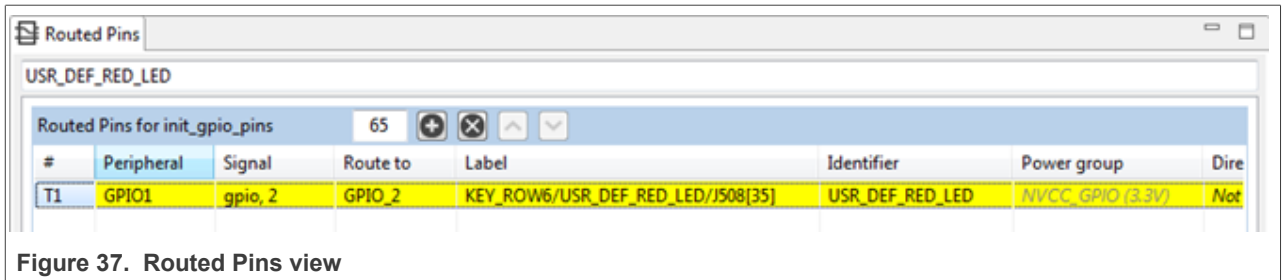 Routed Pins
USR_DEF_RED_LED
Routed Pins for init_gpio_pins 65
# Peripheral Signal Route to Label Identifier Power group Dire
T1 GPIO1 gpio, 2 GPIO_2 KEY_ROW6/USR_DEF_RED_LED/J508[35] USR_DEF_RED_LED NVCC_GPIO (3.3V) Not
Figure 37. Routed Pins view